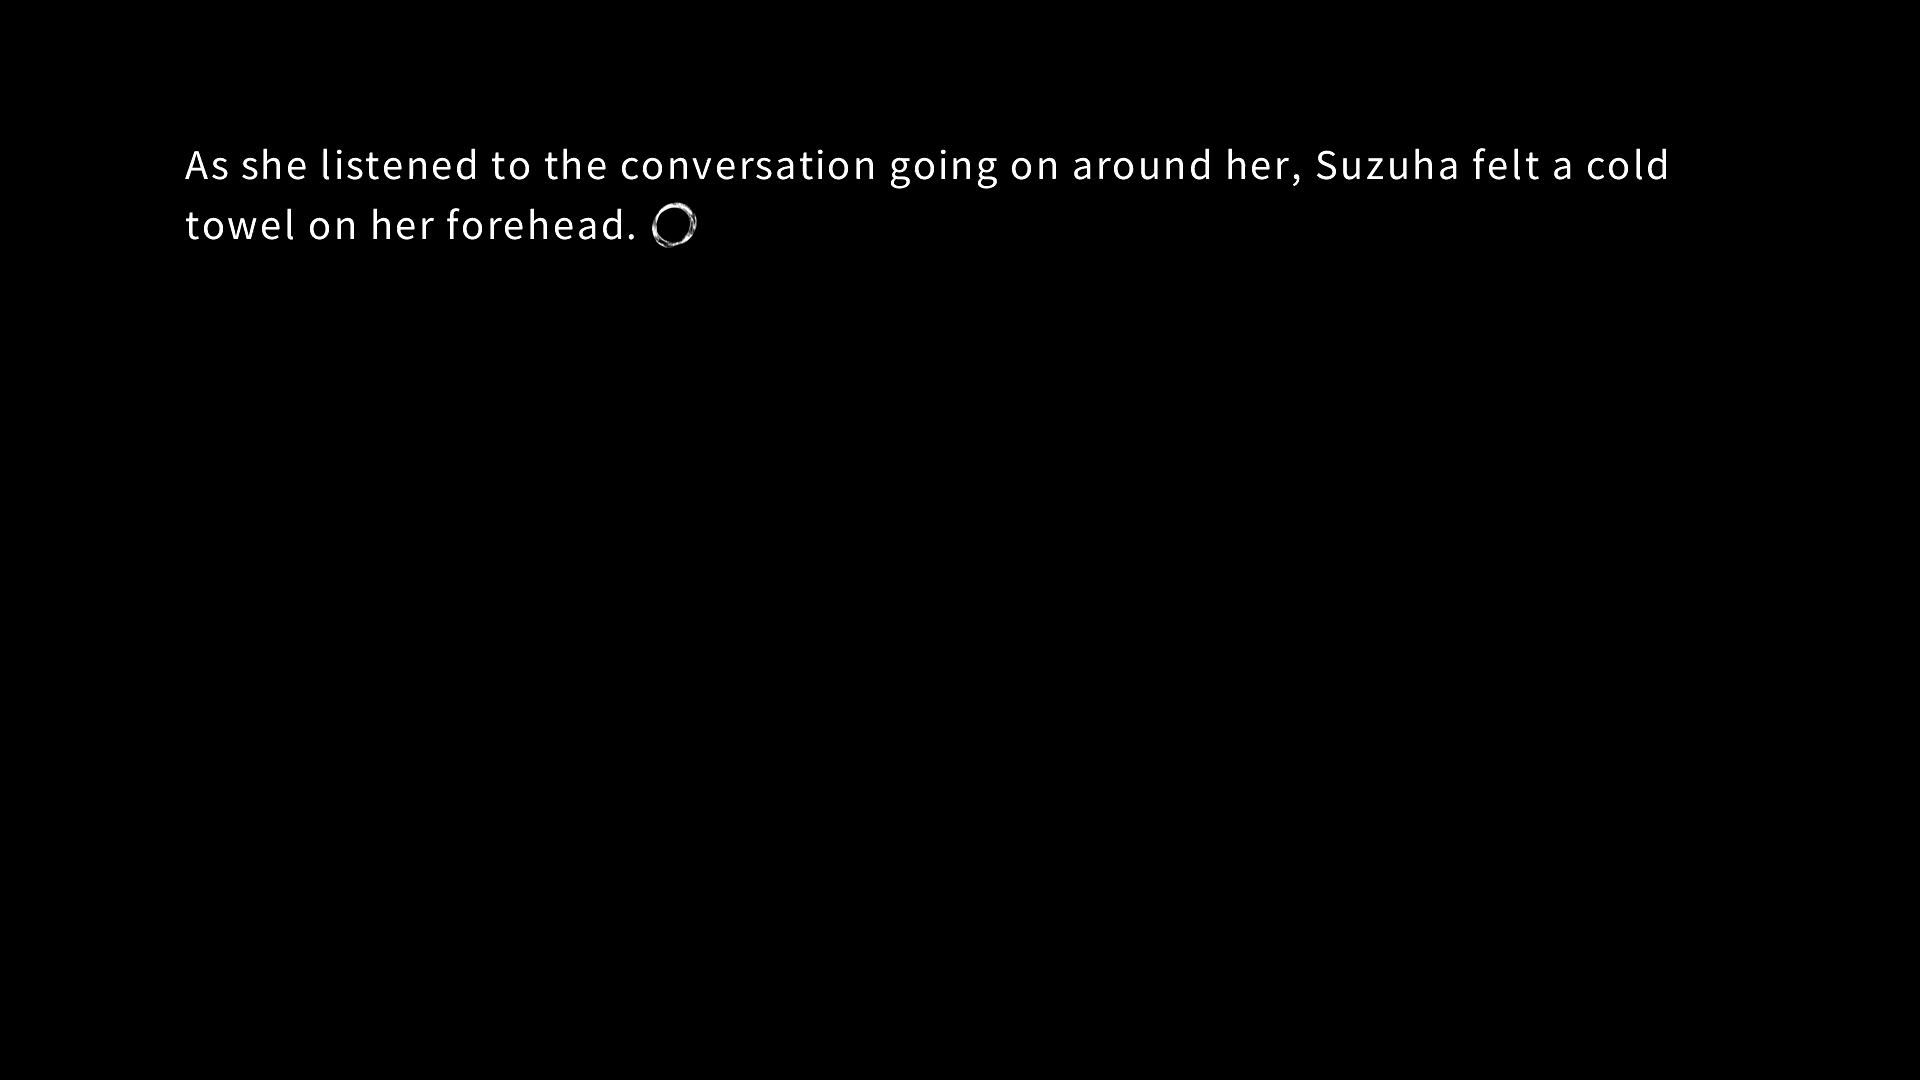 As she listened to the conversation going on around her, Suzuha felt a cold
towel on her forehead.